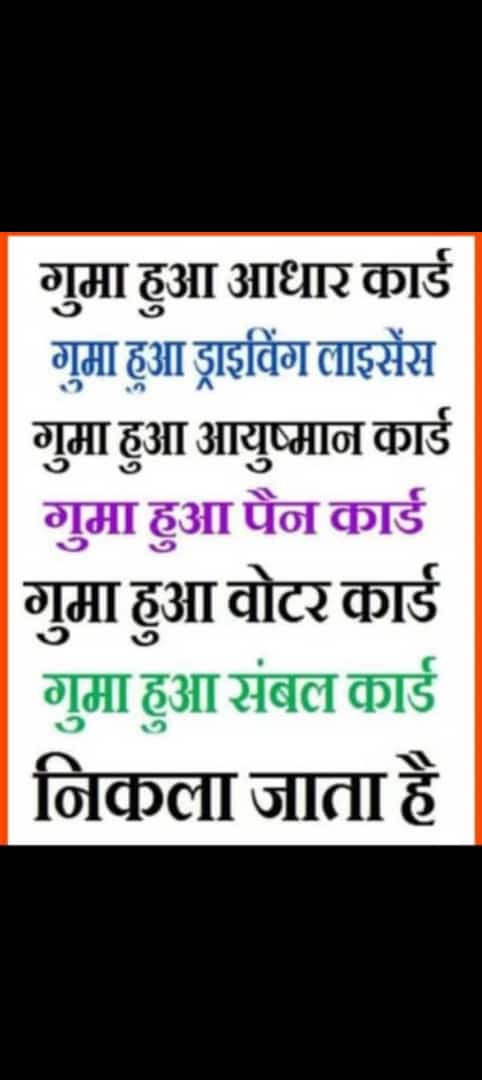 गुमा हुआ आधार कार्ड
गुमा हुआ ड्राइविंग लाइसेंस
गुमा हुआ आयुष्मान कार्ड
गुमा हुआ पैन कार्ड
गुमा हुआ वोटर कार्ड
गुमा हुआ संबल कार्ड
निकला जाता है